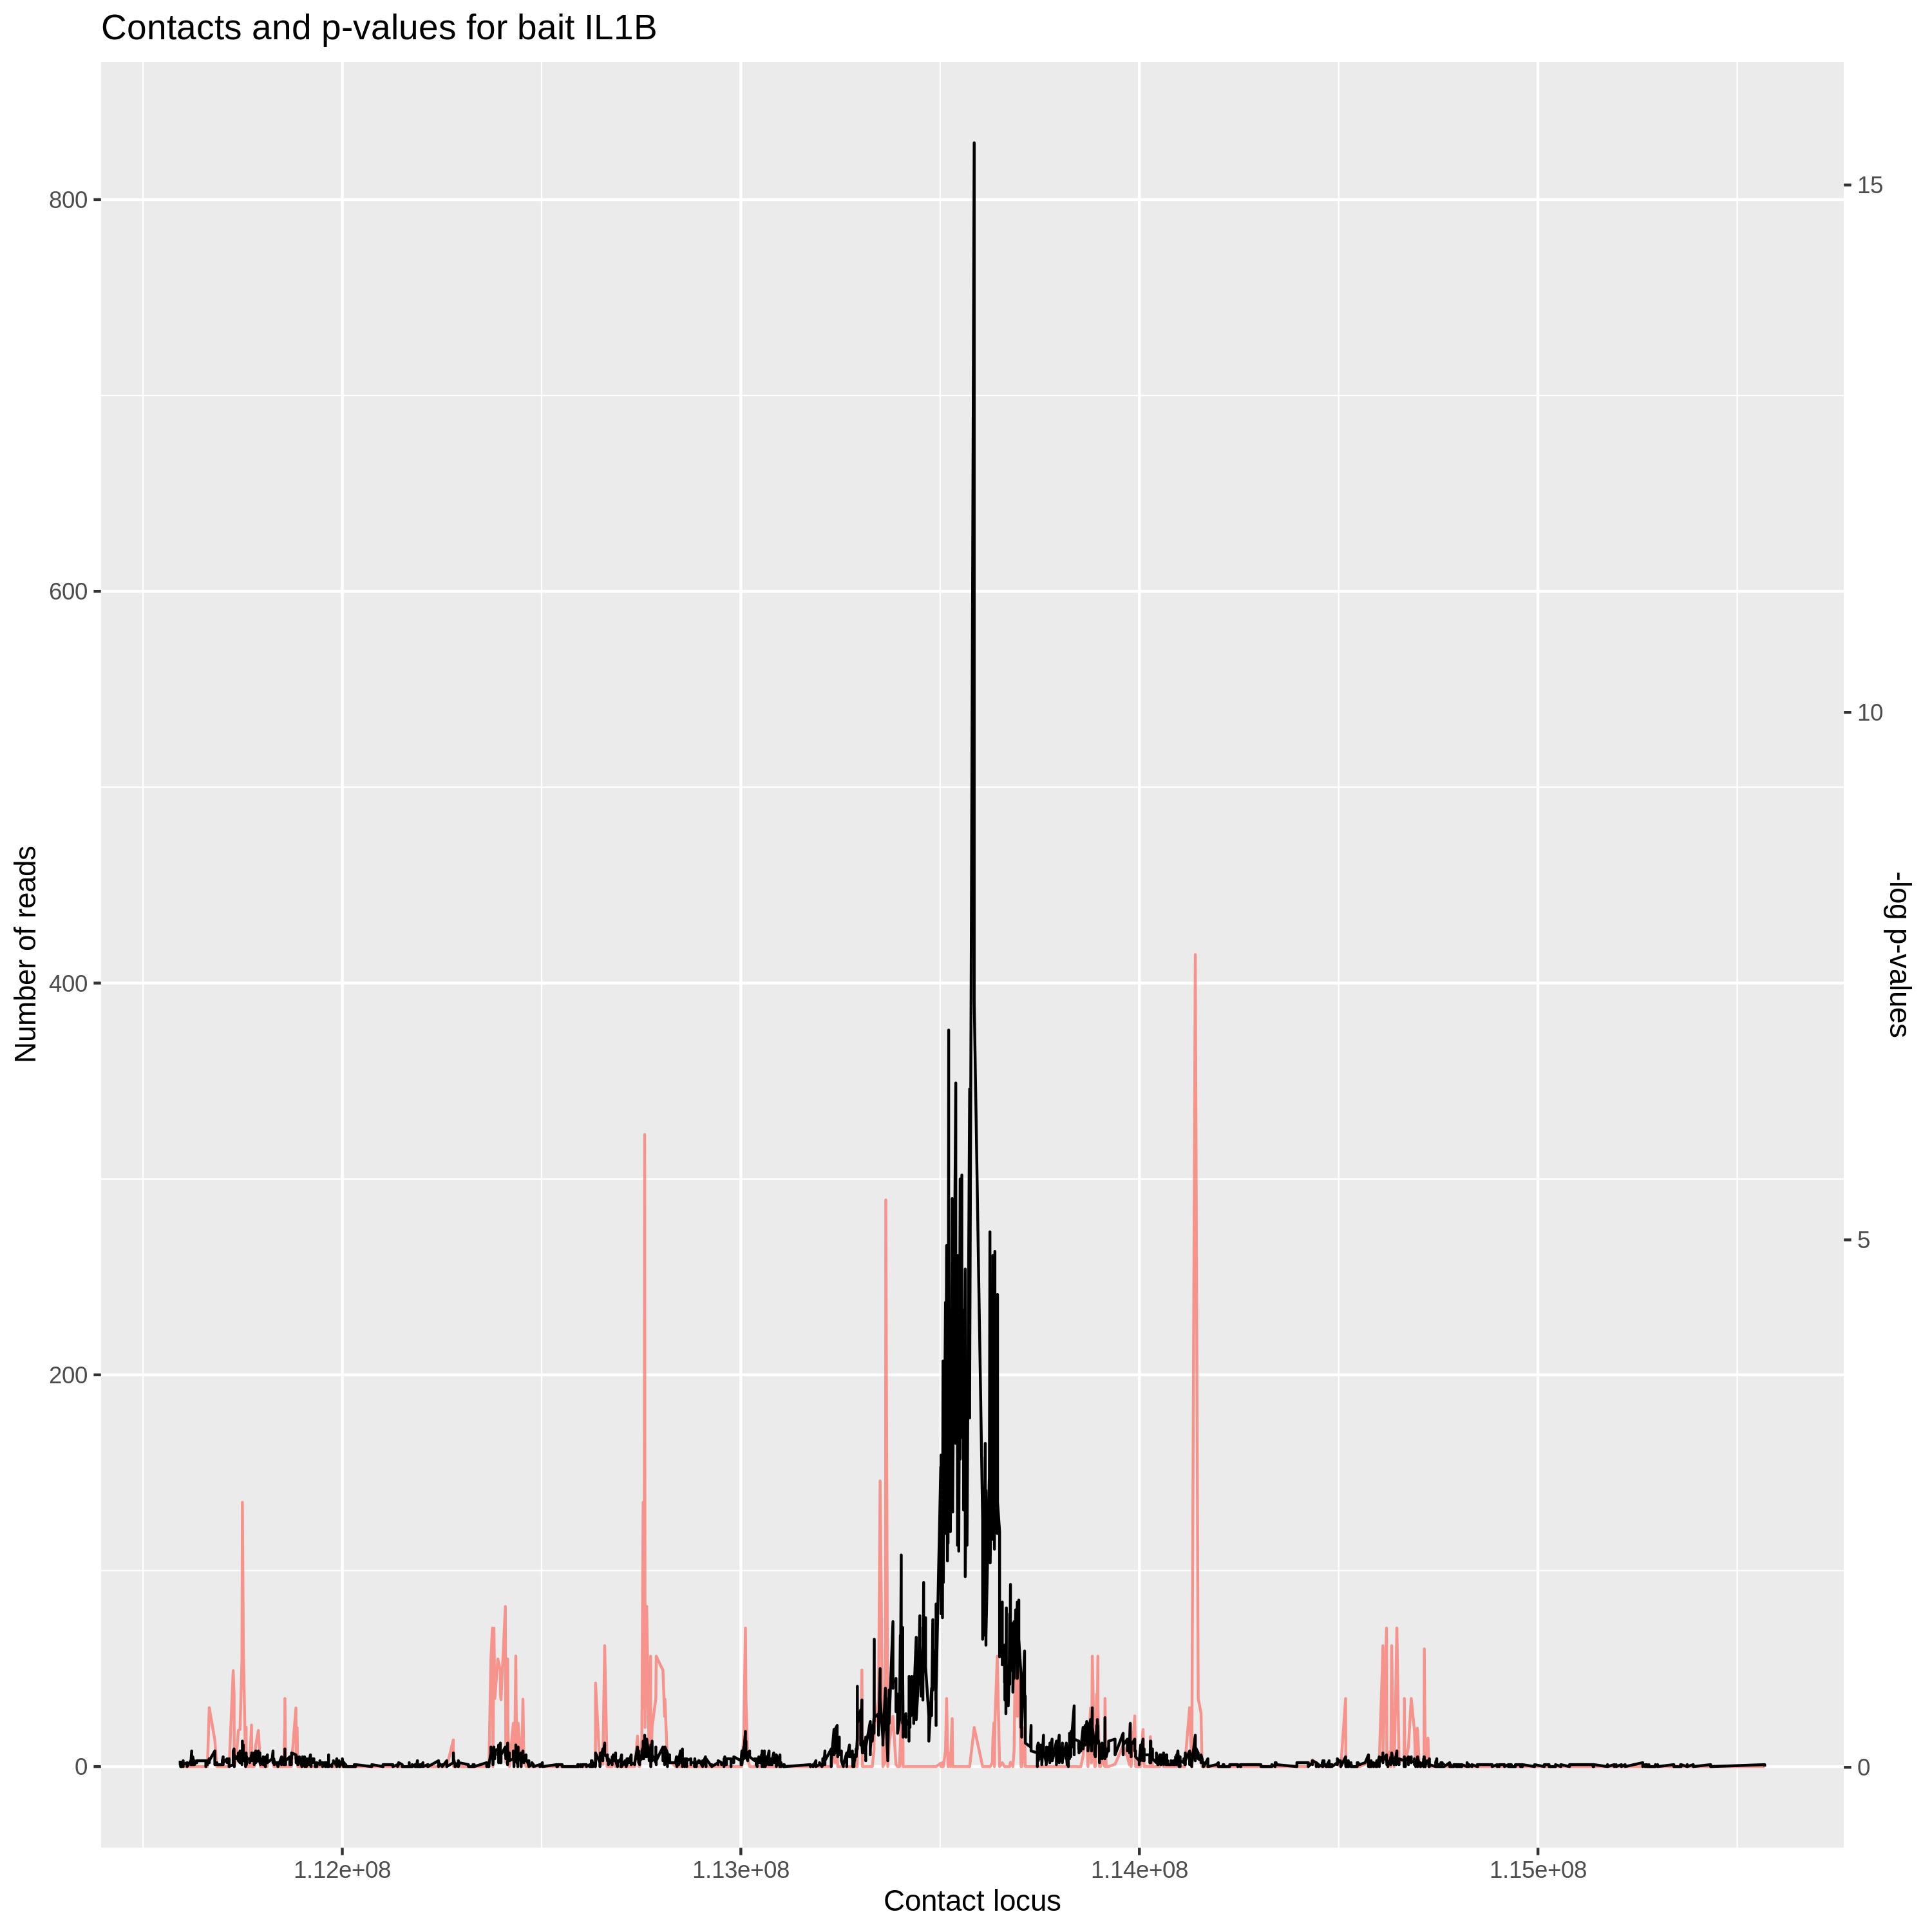 Contacts and p-values for bait IL1B
800
600
400
200
0
Number of reads
15
10
5
0
-log p-values
1.12e+08
1.13e+08
1.14e+08
1.15e+08
Contact locus